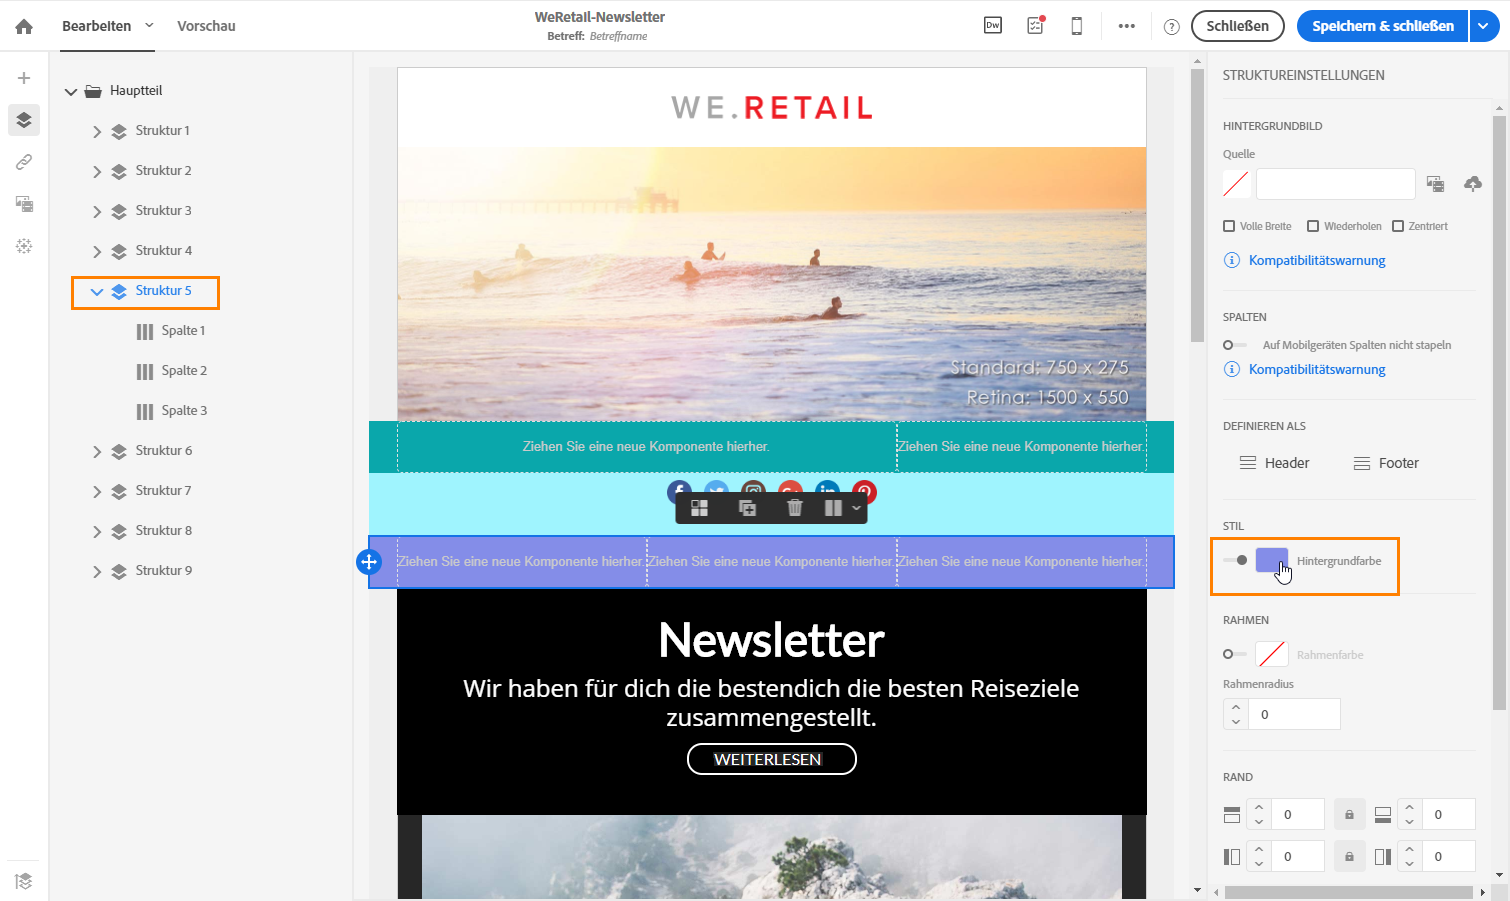 Bearbeiten
Vorschau
WeRetail-Newsletter
Betreff: Betreffname
Dw
Schließen
Speichern & schließen
Hauptteil
Struktur 1
Struktur 2
Struktur 3
Struktur 4
Struktur 5
Spalte 1
Spalte 2
Spalte 3
Struktur 6
Struktur 7
Struktur 8
Struktur 9
WE.RETAIL
Standard: 750 x 275
Retina: 1500 x 550
Ziehen Sie eine neue Komponente hierher.
Ziehen Sie eine neue Komponente hierher.
Ziehen Sie eine neue Komponente hierher.
Ziehen Sie eine neue Komponente hierher.
Ziehen Sie eine neue Komponente hierher.
Newsletter
Wir haben für dich die bestendich die besten Reiseziele
zusammengestellt.
WEITERLESEN
STRUKTUREINSTELLUNGEN
HINTERGRUNDBILD
Quelle
Volle Breite
Wiederholen
Zentriert
Kompatibilitätswarnung
SPALTEN
Auf Mobilgeräten Spalten nicht stapeln
Kompatibilitätswarnung
DEFINIEREN ALS
Header
Footer
STIL
Hintergrundfarbe
RAHMEN
Rahmenfarbe
Rahmenradius
0
RAND
0
0
0
0